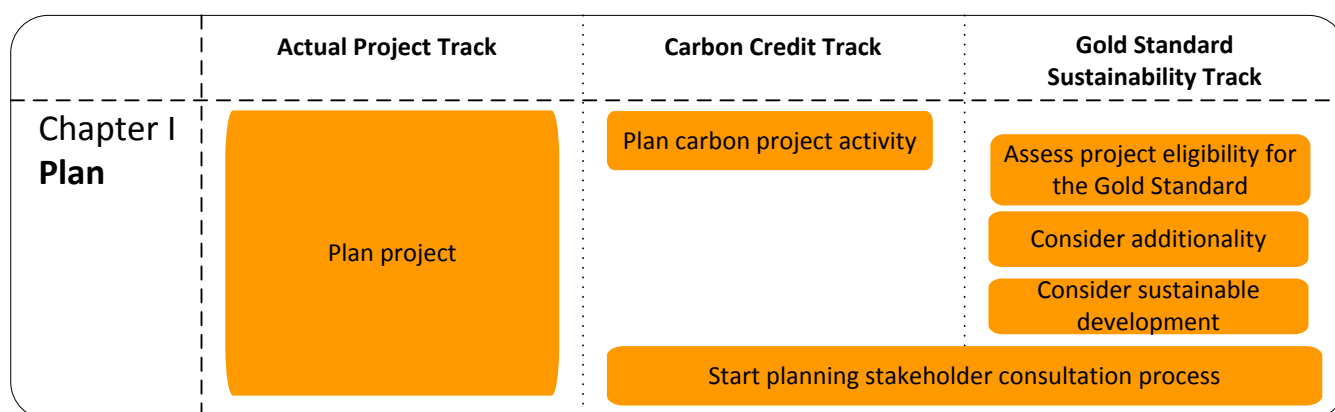 Actual Project Track
Carbon Credit Track
Gold Standard
Sustainability Track
Chapter I
Plan
Plan project
Plan carbon project activity
Assess project eligibility for
the Gold Standard
Consider additionality
Consider sustainable
development
Start planning stakeholder consultation process